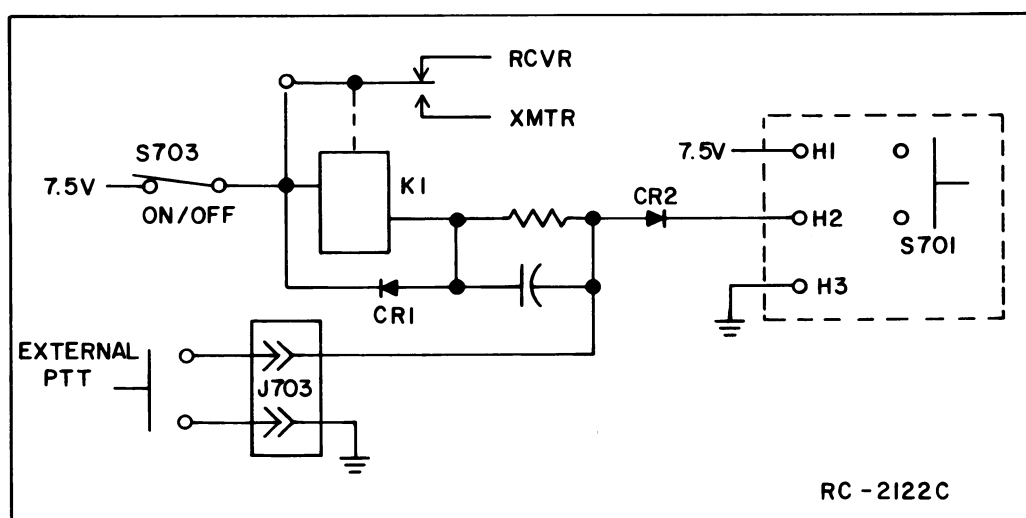 RCVR
XMTR
S703
7.5V
ON/OFF
K1
7.5V
H1
CR2
H2
S701
H3
CR1
EXTERNAL
PTT
J703
RC-2122C